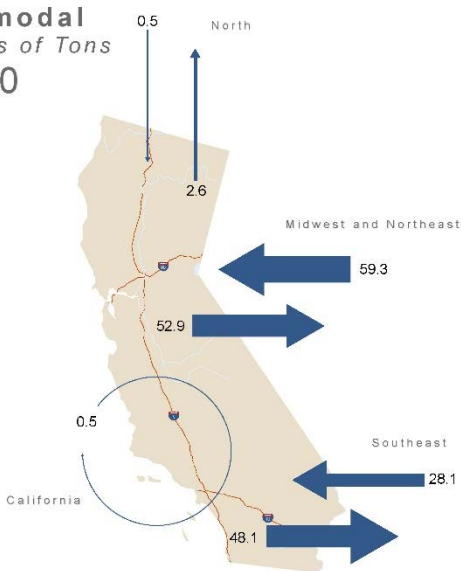 modal
s of Tons
0
0.5
North
2.6
Midwest and Northeast
59.3
52.9
0.5
Southeast
28.1
California
48.1